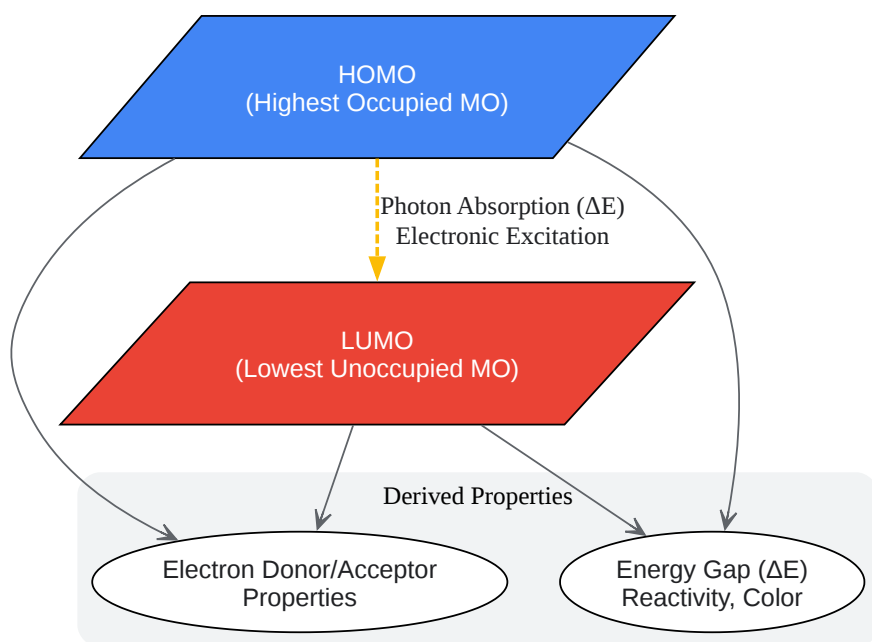 HOMO
(Highest Occupied MO)
Photon Absorption (ΔE)
Electronic Excitation
LUMO
(Lowest Unoccupied MO)
Derived Properties
Electron Donor/Acceptor
Properties
Energy Gap (ΔE)
Reactivity, Color